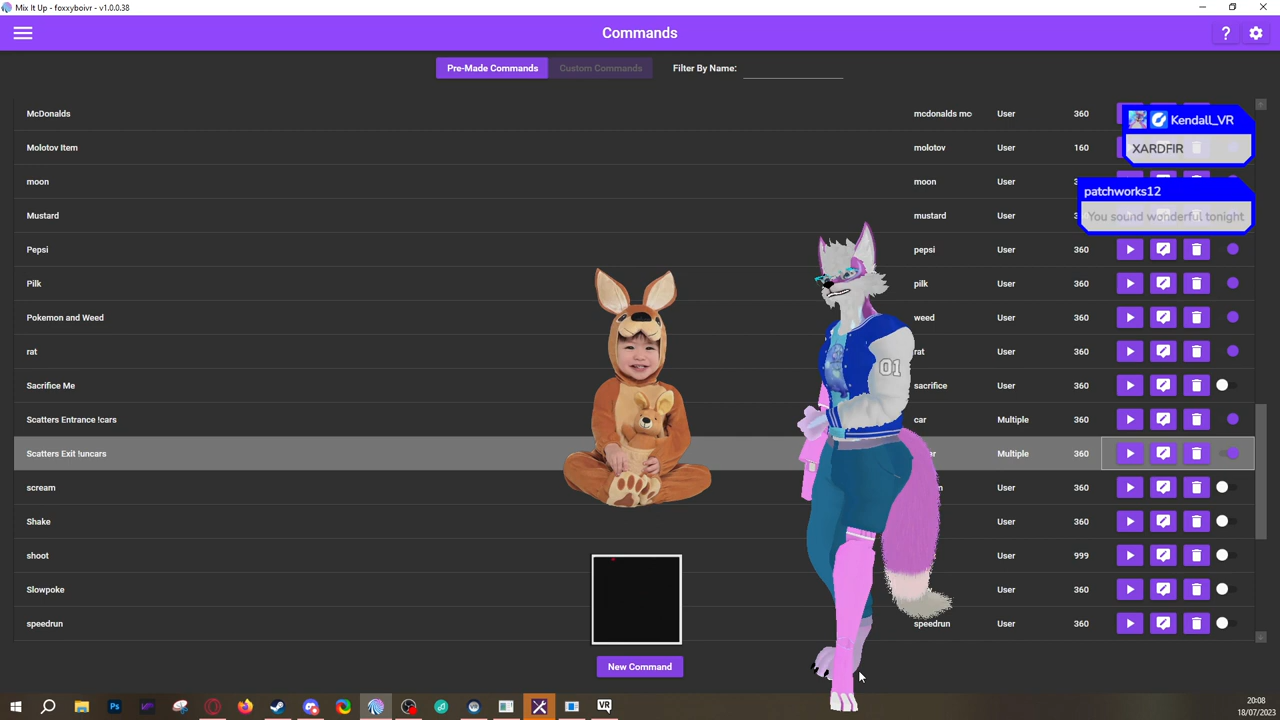 Mix It Up - foxxyboivr - v1.0.0.38
Commands
?
Pre-Made Commands Custom Commands Filter By Name:
McDonalds mcdonalds mc User 360
Kendall_VR
XARDFIR
Molotov Item molotov User 160
moon moon User
patchworks12
You sound wonderful tonight
Mustard mustard User
Pepsi pepsi User 360
Pilk pilk User 360
Pokemon and Weed weed User 360
rat rat User 360
Sacrifice Me sacrifice User 360
01
Scatters Entrance !cars car Multiple 360
Scatters Exit !uncars Multiple 360
scream User 360
Shake User 360
shoot User 999
Slowpoke User 360
speedrun speedrun User 360
New Command
Ps
VR
20:08
18/07/2023